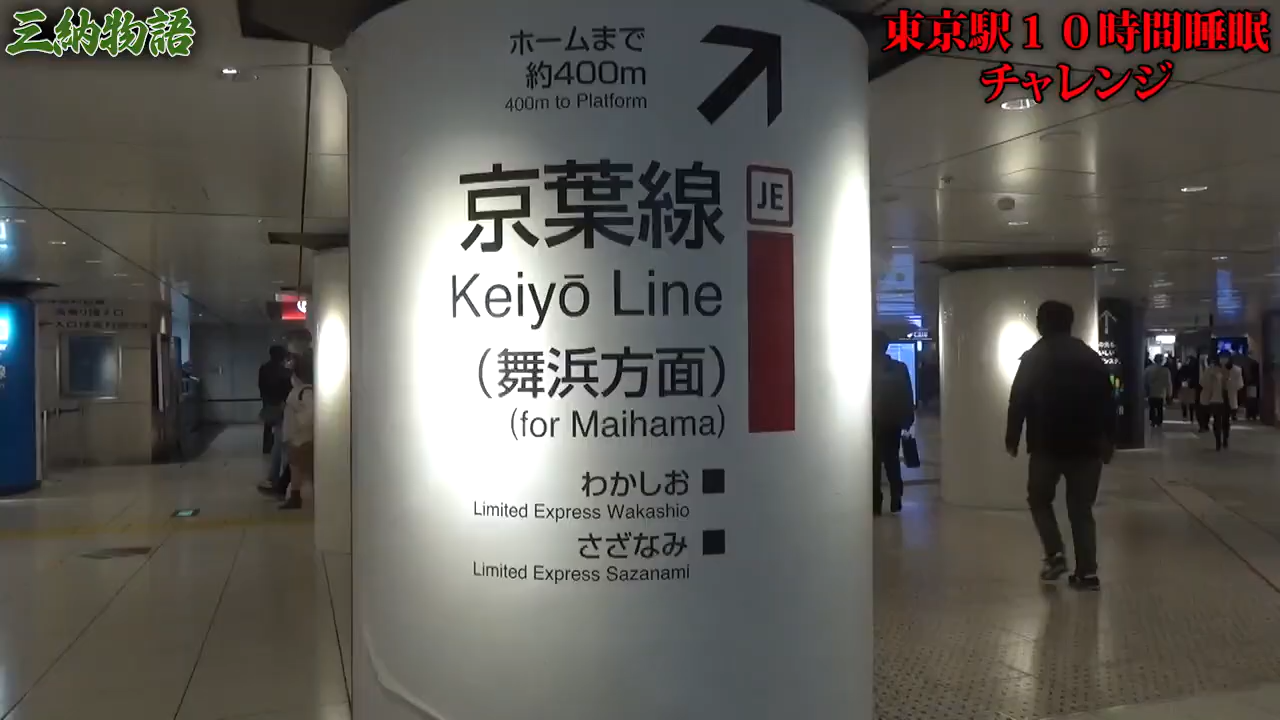 三納物語
東京駅１０時間睡眠
チャレンジ
ホームまで
約400m
400m to Platform
京葉線
JE
Keiyō Line
（舞浜方面）
(for Maihama)
わかしお
Limited Express Wakashio
さざなみ
Limited Express Sazanami